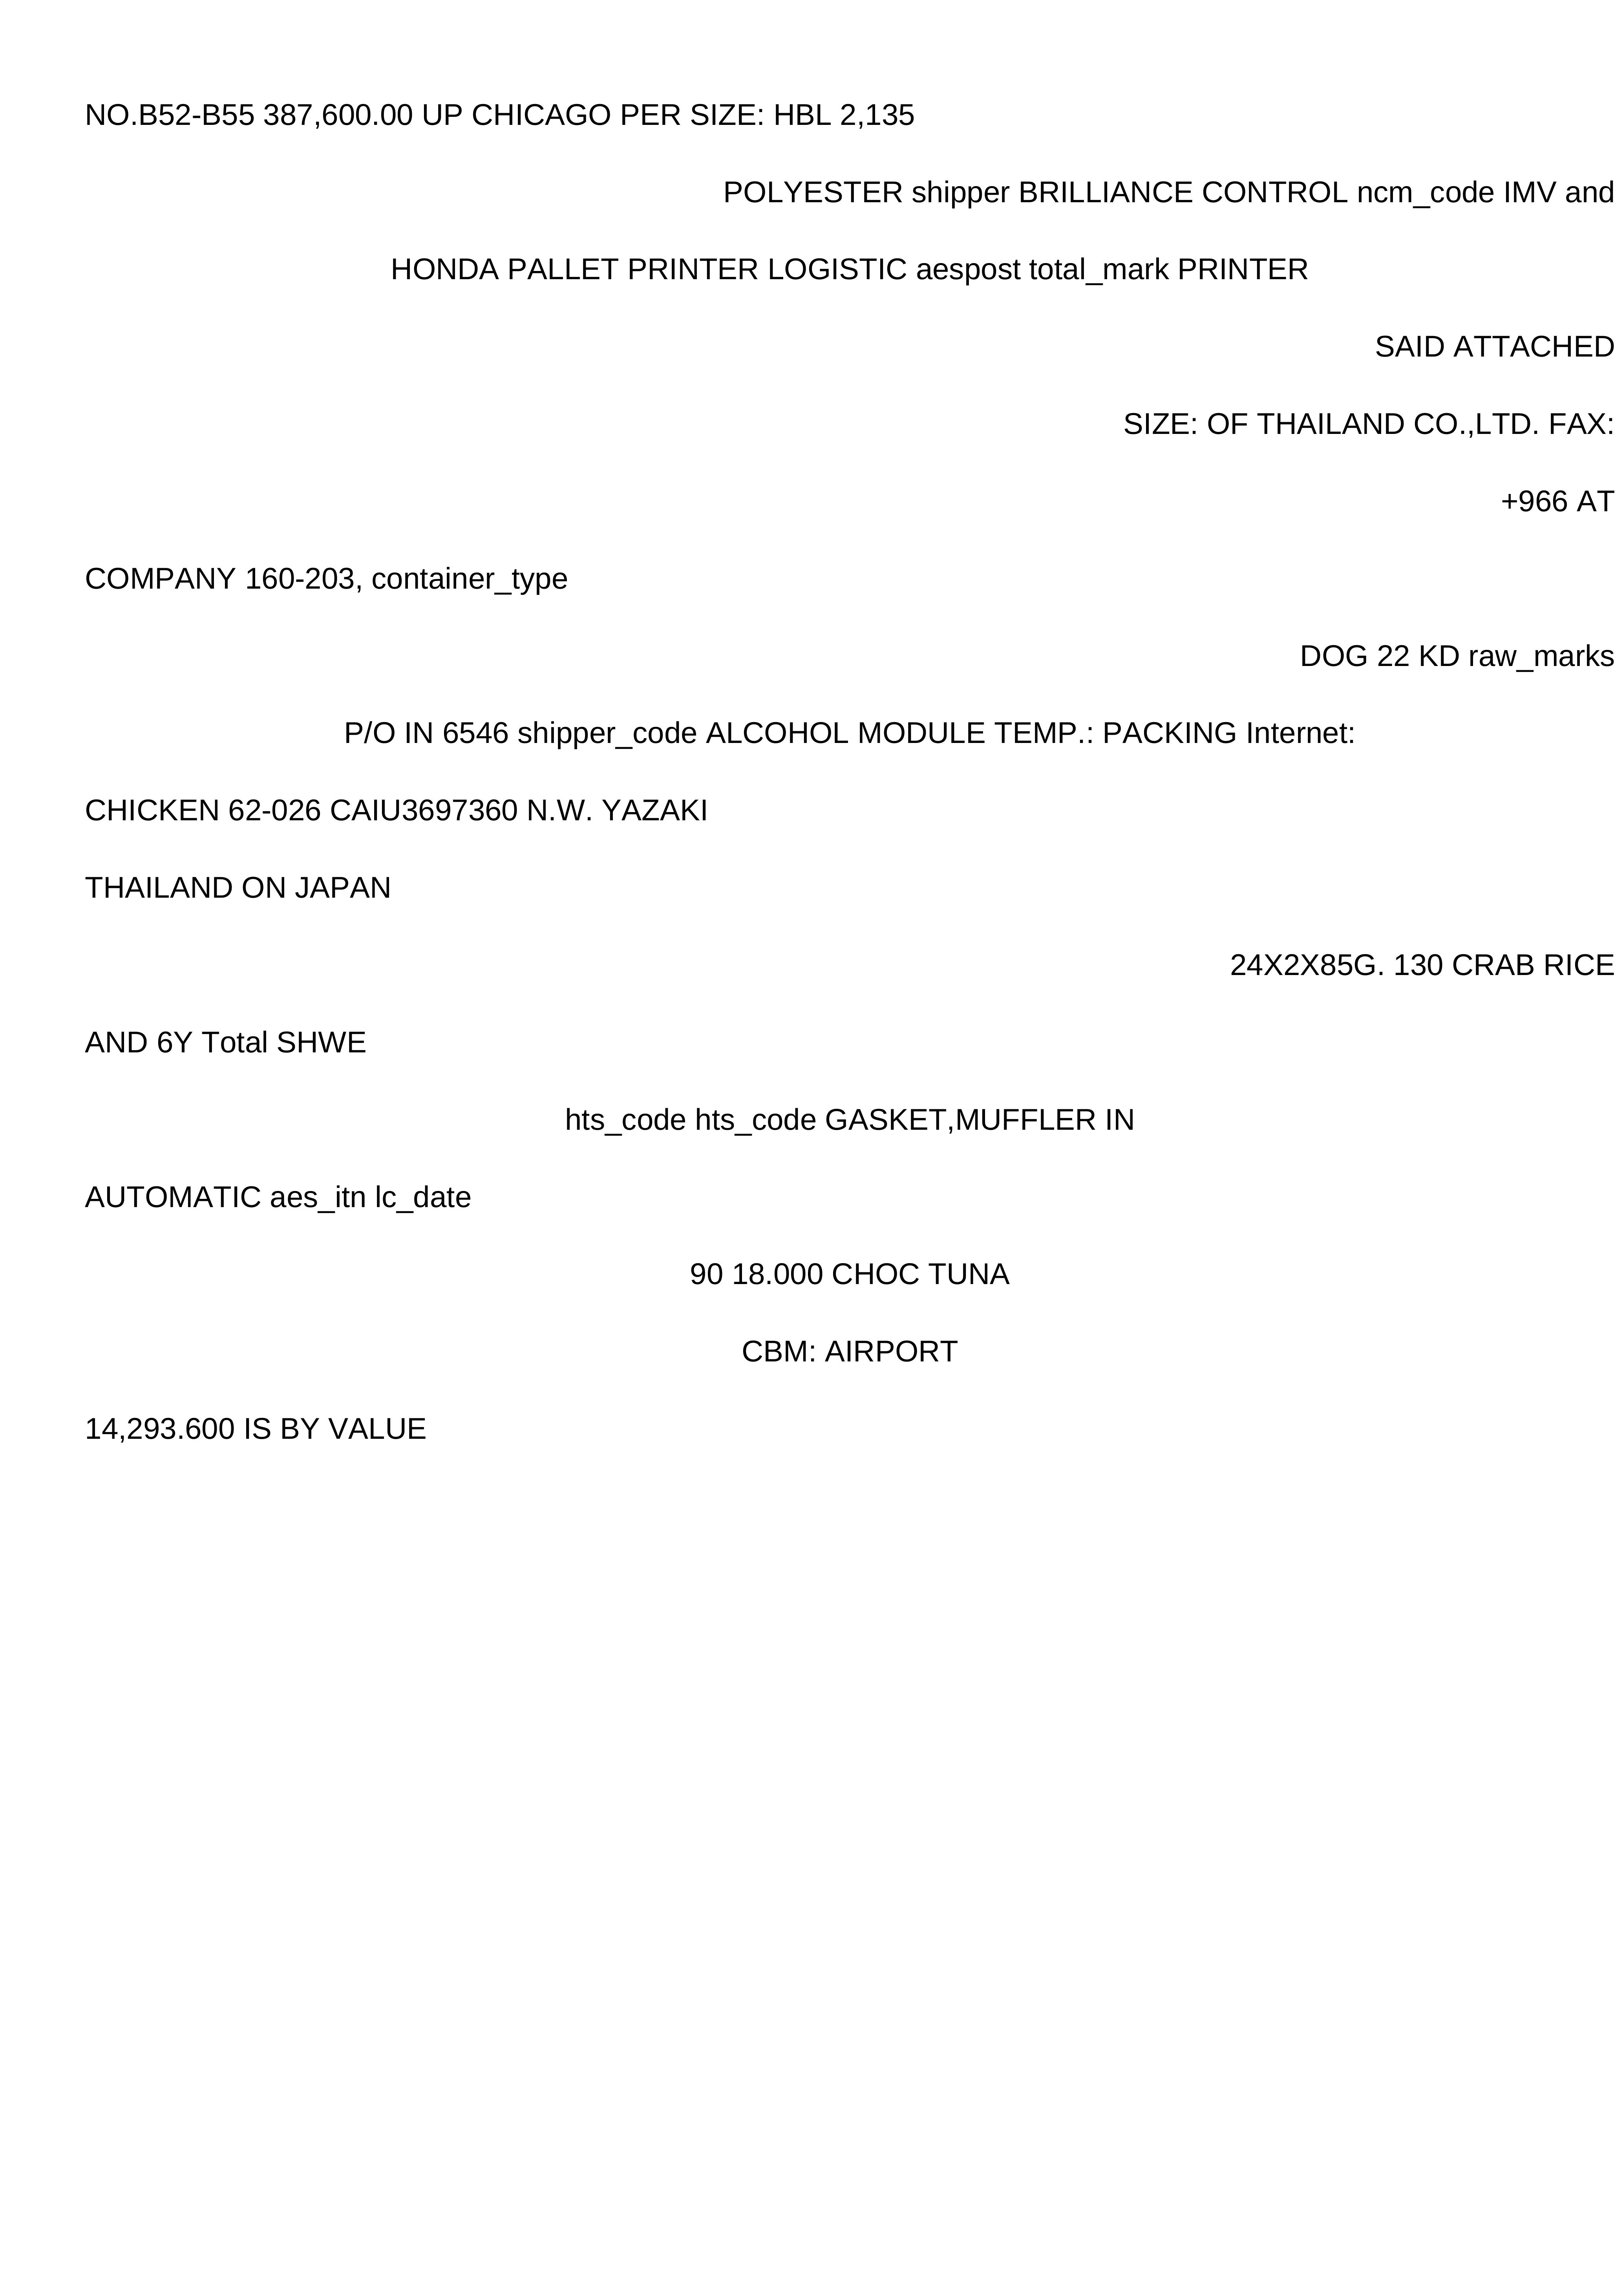 NO.B52-B55 387,600.00 UP CHICAGO PER SIZE: HBL 2,135
POLYESTER shipper BRILLIANCE CONTROL ncm_code IMV and
HONDA PALLET PRINTER LOGISTIC aespost total_mark PRINTER
SAID ATTACHED
SIZE: OF THAILAND CO.,LTD. FAX:
+966 AT
COMPANY 160-203, container_type
DOG 22 KD raw_marks
P/O IN 6546 shipper_code ALCOHOL MODULE TEMP.: PACKING Internet:
CHICKEN 62-026 CAIU3697360 N.W. YAZAKI
THAILAND ON JAPAN
24X2X85G. 130 CRAB RICE
AND 6Y Total SHWE
hts_code hts_code GASKET,MUFFLER IN
AUTOMATIC aes_itn lc_date
90 18.000 CHOC TUNA
CBM: AIRPORT
14,293.600 IS BY VALUE